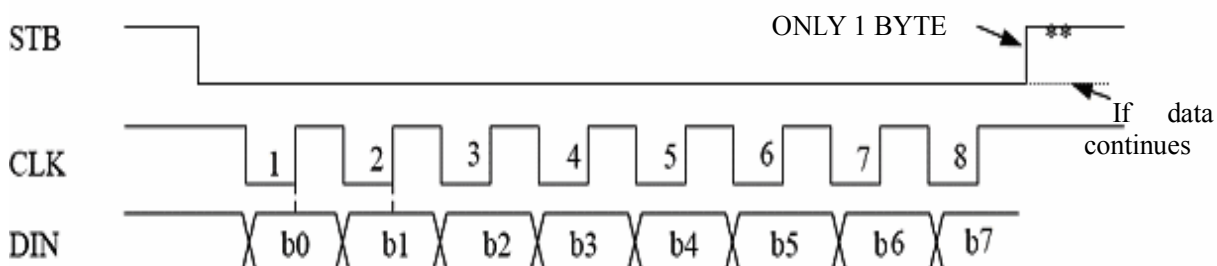 STB
ONLY 1 BYTE
**
If data
continues
CLK
1 2 3 4 5 6 7 8
DIN
b0 b1 b2 b3 b4 b5 b6 b7